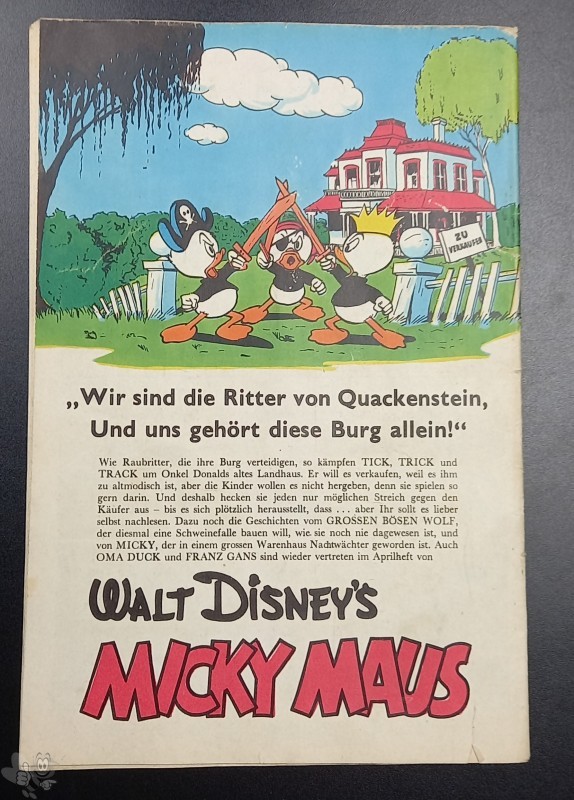 ZU
VERKAUFEN
„Wir sind die Ritter von Quackenstein,
Und uns gehört diese Burg allein!“
Wie Raubritter, die ihre Burg verteidigen, so kämpfen TICK, TRICK und
TRACK um Onkel Donalds altes Landhaus. Er will es verkaufen, weil es ihm
zu altmodisch ist, aber die Kinder wollen es nicht hergeben, denn sie spielen so
gern darin. Und deshalb hecken sie jeden nur möglichen Streich gegen den
Käufer aus – bis es sich plötzlich herausstellt, dass . . . aber Ihr sollt es lieber
selbst nachlesen. Dazu noch die Geschichten vom GROSSEN BÖSEN WOLF,
der diesmal eine Schweinefalle bauen will, wie sie noch nie dagewesen ist, und
von MICKY, der in einem grossen Warenhaus Nachtwächter geworden ist. Auch
OMA DUCK und FRANZ GANS sind wieder vertreten im Aprilheft von
WALT DISNEY'S
MICKY MAUS